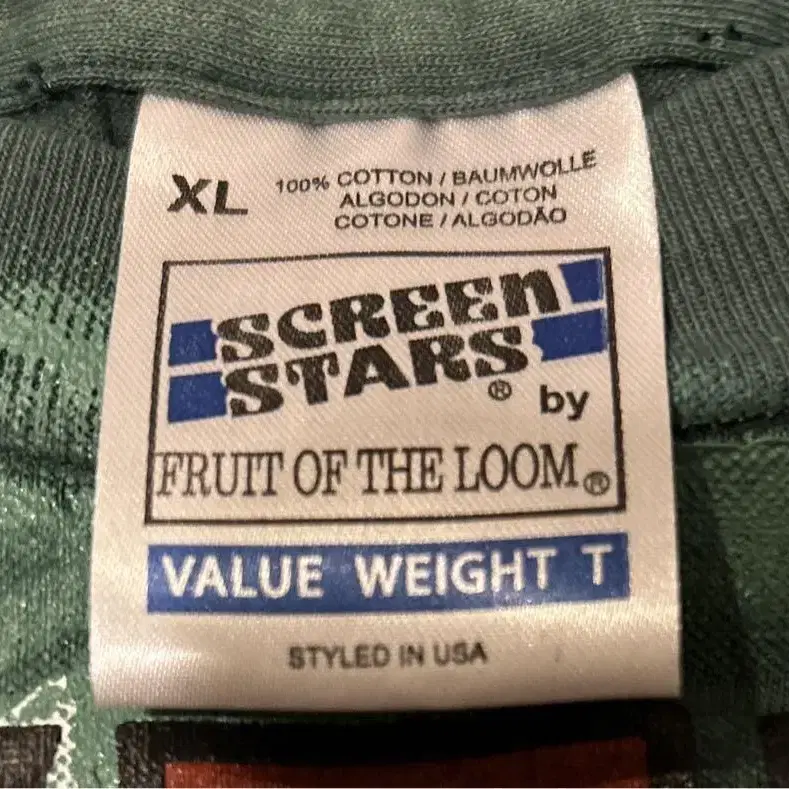 XL
100% COTTON / BAUMWOLLE
ALGODON / COTON
COTONE / ALGODÃO
SCREEN
STARS® by
FRUIT OF THE LOOM®
VALUE WEIGHT T
STYLED IN USA